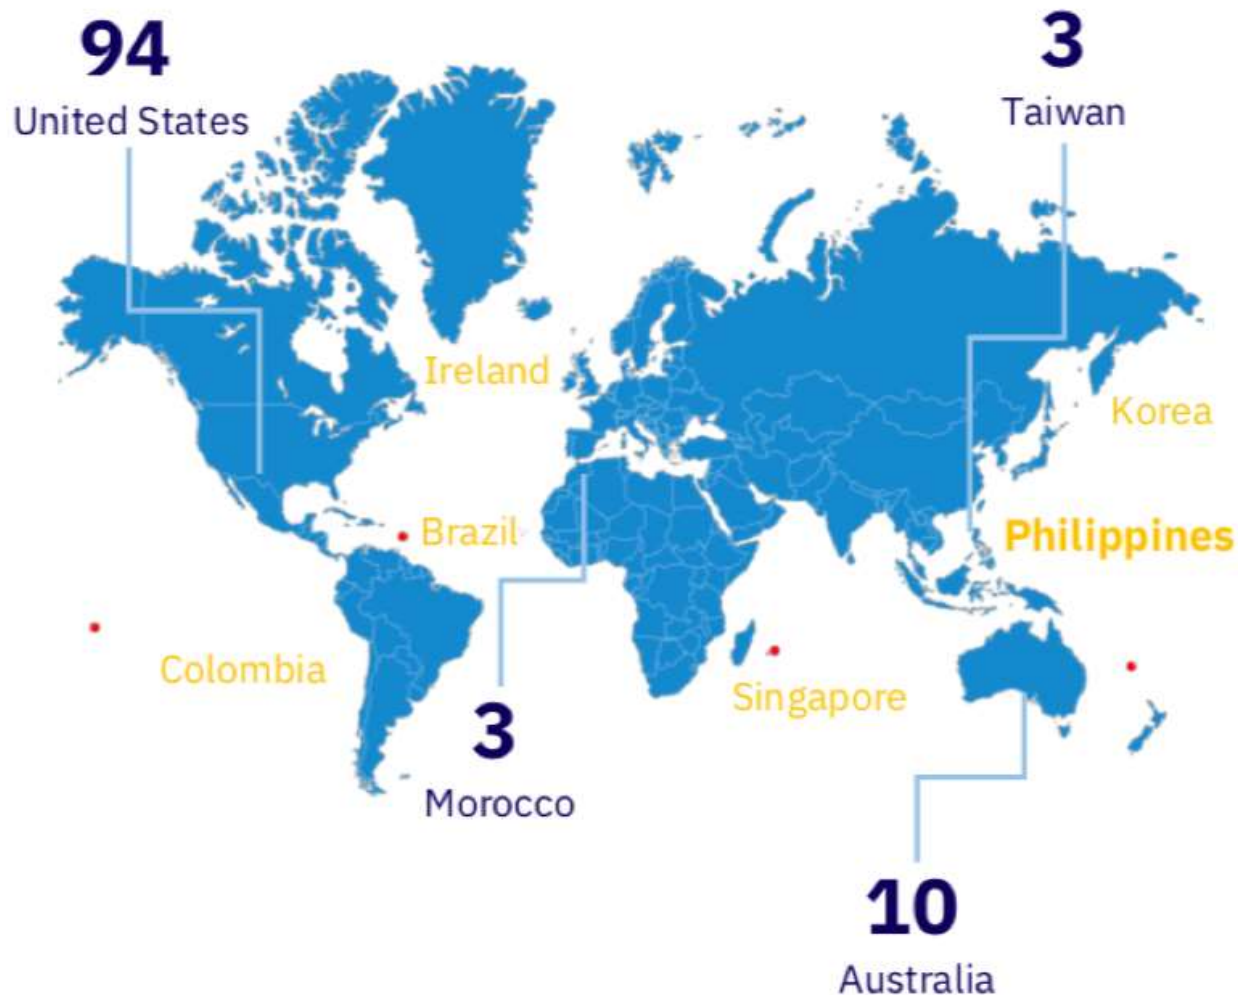 94
United States
3
Taiwan
Ireland
Korea
Brazil
Philippines
Colombia
Singapore
3
Morocco
10
Australia